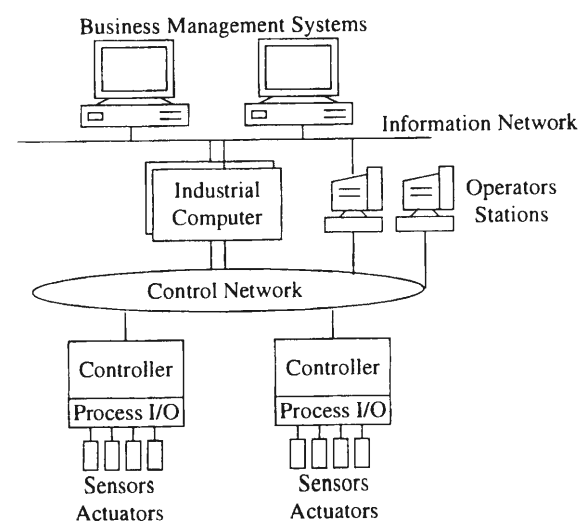 Business Management Systems
Information Network
Industrial
Computer
Operators
Stations
Control Network
Controller
Process I/O
Sensors
Actuators
Controller
Process I/O
Sensors
Actuators